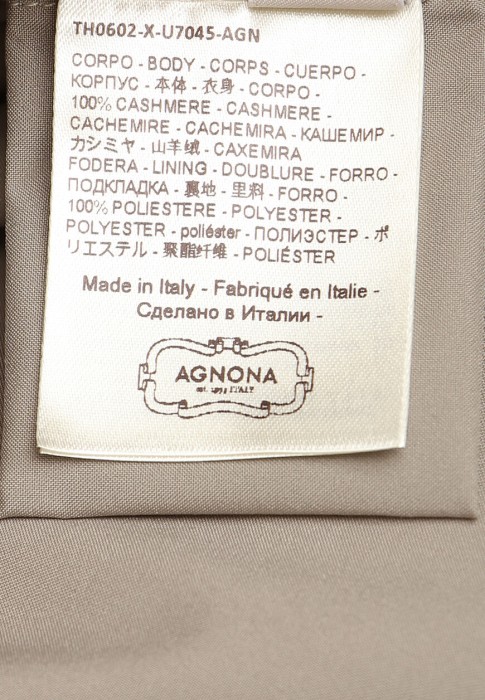 TH0602-X-U7045-AGN
CORPO - BODY - CORPS - CUERPO -
КОРПУС - 本体 - 衣身 - CORPO -
100% CASHMERE - CASHMERE -
CACHEMIRE - CACHEMIRA - КАШЕМИР -
カシミヤ - 山羊绒 - CAXEMIRA
FODERA - LINING - DOUBLURE - FORRO -
ПОДКЛАДКА - 裏地 - 里料 - FORRO -
100% POLIESTERE - POLYESTER -
POLYESTER - poliéster - ПОЛИЭСТЕР - ポ
リエステル - 聚酯纤维 - POLIÉSTER
Made in Italy - Fabriqué en Italie -
Сделано в Италии -
AGNONA
EST. 1953 ITALY